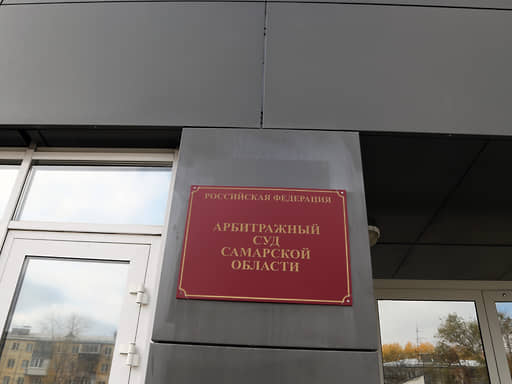 РОССИЙСКАЯ ФЕДЕРАЦИЯ
АРБИТРАЖНЫЙ
СУД
САМАРСКОЙ
ОБЛАСТИ